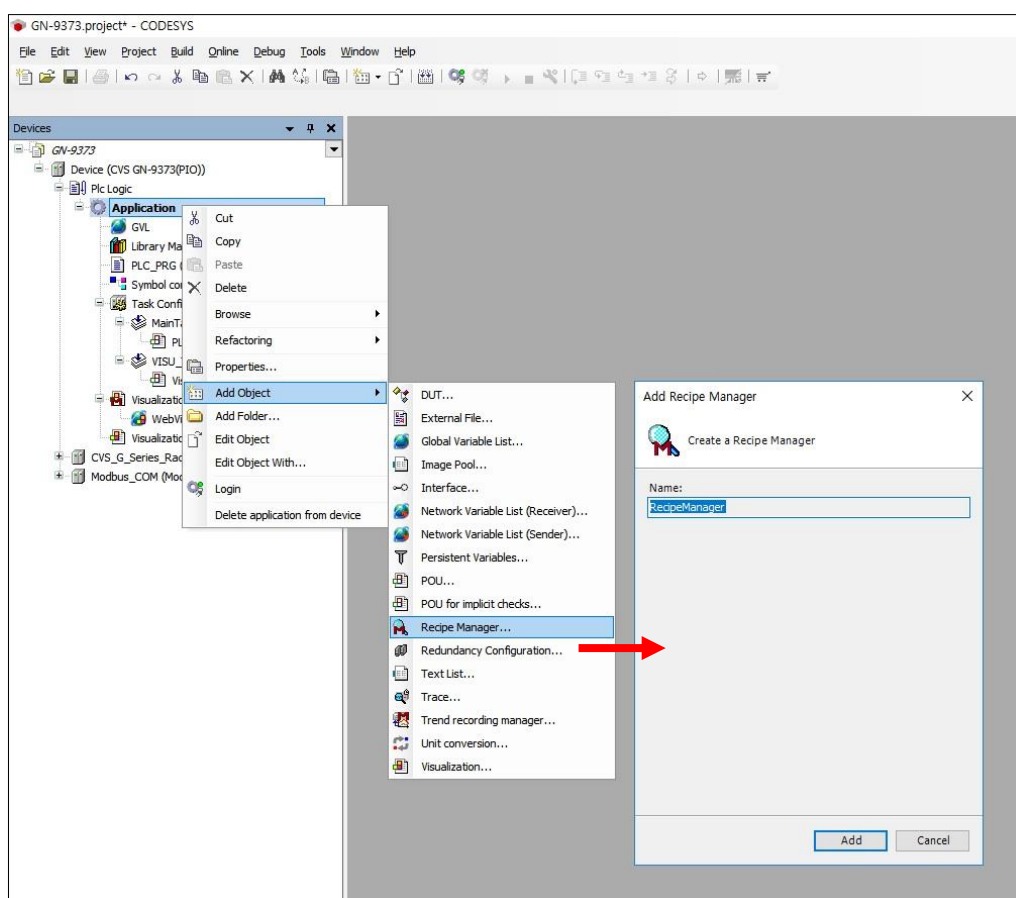 GN-9373.project* - CODESYS
File Edit View Project Build Online Debug Tools Window Help
Devices
GN-9373
Device (CVS GN-9373(PIO))
Plc Logic
Application
GVL
Library Ma
PLC_PRG (
Symbol co
Task Confi
MainT
PL
VISU_
Vis
Visualizatio
WebVi
Visualizatio
CVS_G_Series_Rac
Modbus_COM (Mod
Cut
Copy
Paste
Delete
Browse
Refactoring
Properties...
Add Object
Add Folder...
Edit Object
Edit Object With...
Login
Delete application from device
DUT...
External File...
Global Variable List...
Image Pool...
Interface...
Network Variable List (Receiver)...
Network Variable List (Sender)...
Persistent Variables...
POU...
POU for implicit checks...
Recipe Manager...
Redundancy Configuration...
Text List...
Trace...
Trend recording manager...
Unit conversion...
Visualization...
Add Recipe Manager
Create a Recipe Manager
Name:
RecipeManager
Add Cancel